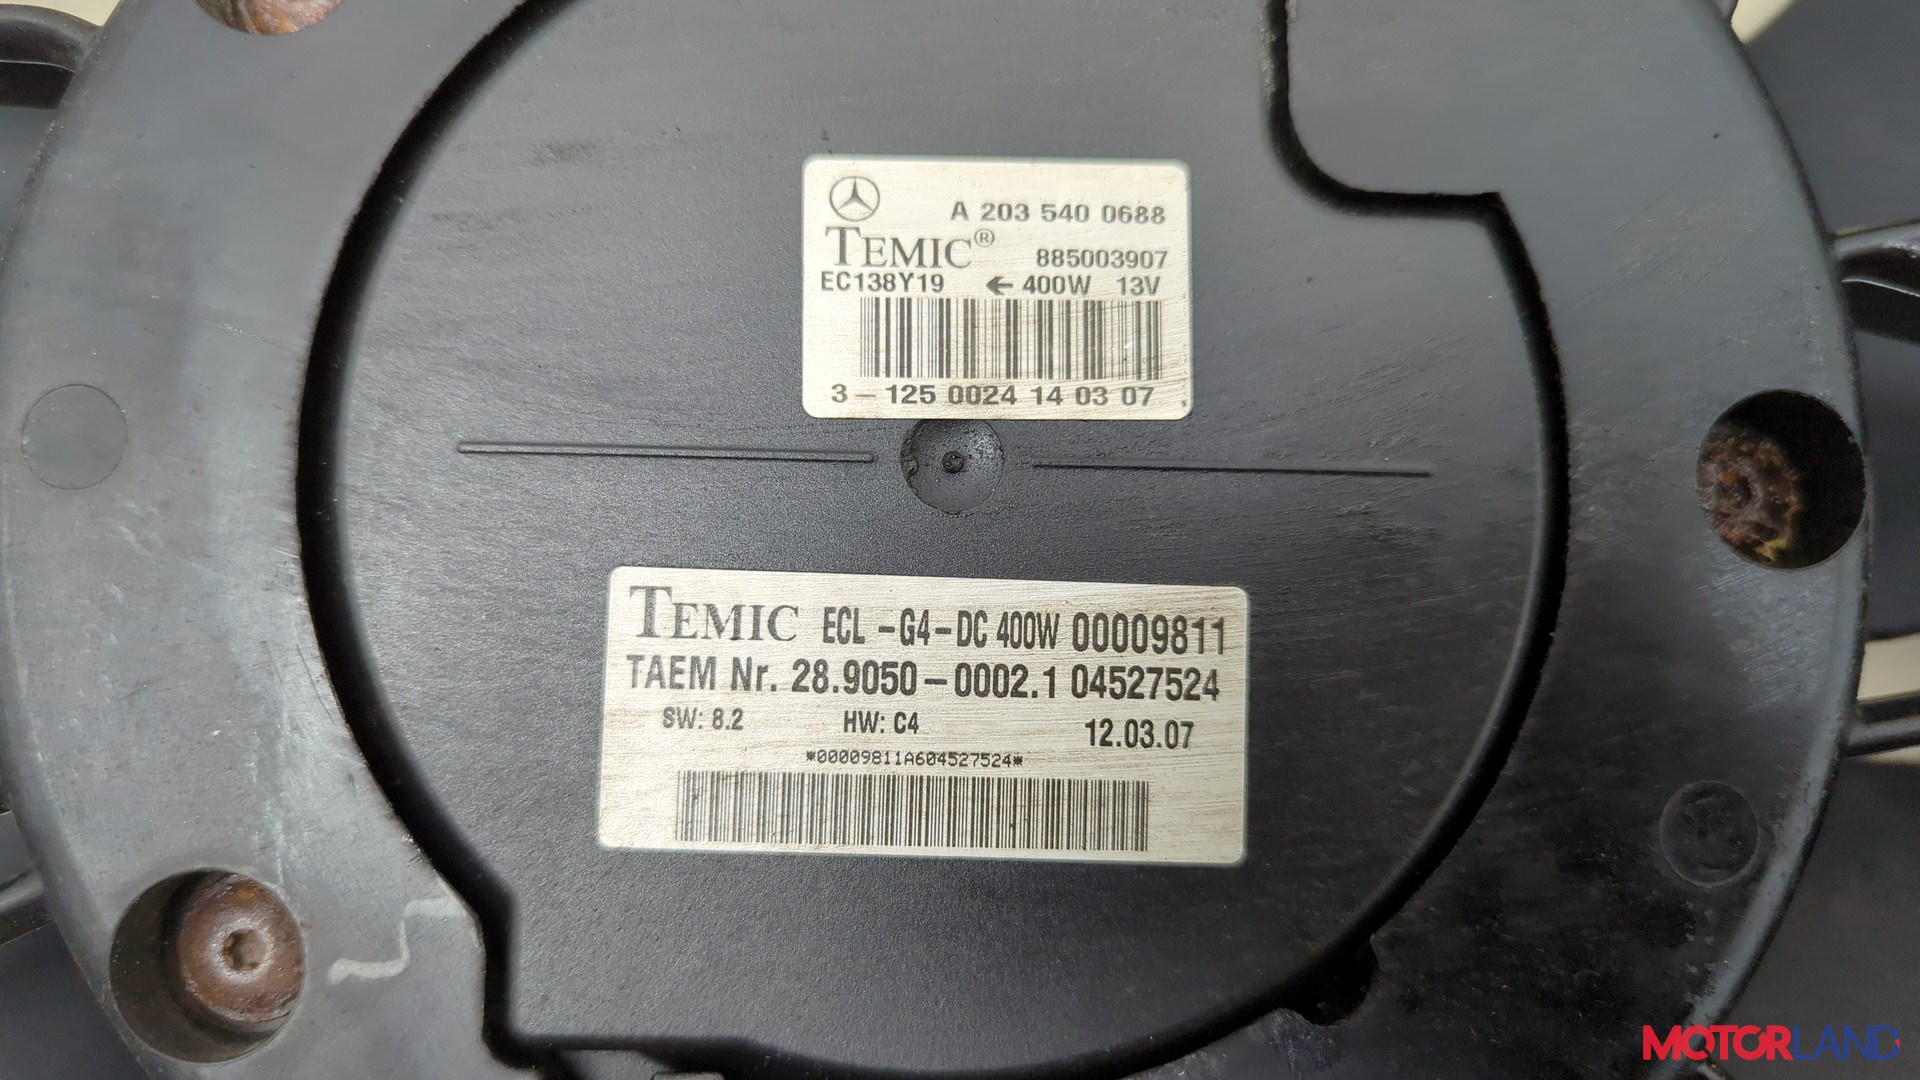 A 203 540 0688
TEMIC® 885003907
EC138Y19 ← 400W 13V
3-125 0024 14 03 07
TEMIC ECL -G4-DC 400W 00009811
TAEM Nr. 28.9050-0002.1 04527524
SW: 8.2 HW: C4 12.03.07
*00009811A604527524*
MOTORLAND